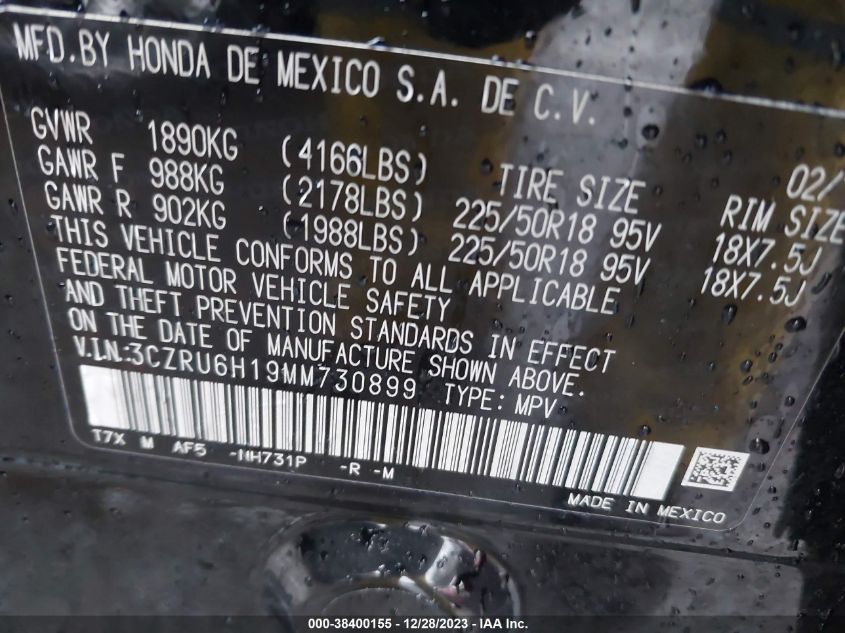 MFD.BY HONDA DE MEXICO S.A. DE C.V.
02/
GVWR 1890KG (4166LBS) TIRE SIZE RIM SIZE
GAWR F 988KG (2178LBS) 225/50R18 95V 18X7.5J
GAWR R 902KG (1988LBS) 225/50R18 95V 18X7.5J
THIS VEHICLE CONFORMS TO ALL APPLICABLE
FEDERAL MOTOR VEHICLE SAFETY
AND THEFT PREVENTION STANDARDS IN EFFECT
ON THE DATE OF MANUFACTURE SHOWN ABOVE.
V.I.N:3CZRU6H19MM730899 TYPE: MPV
T7X M AF5 -NH731P -R -M
MADE IN MEXICO
000-38400155 - 12/28/2023 - IAA Inc.